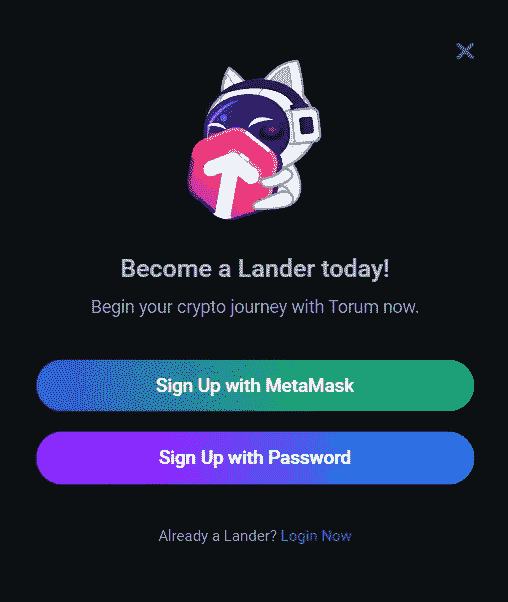 Become a Lander today!
Begin your crypto journey with Torum now.
Sign Up with MetaMask
Sign Up with Password
Already a Lander? Login Now